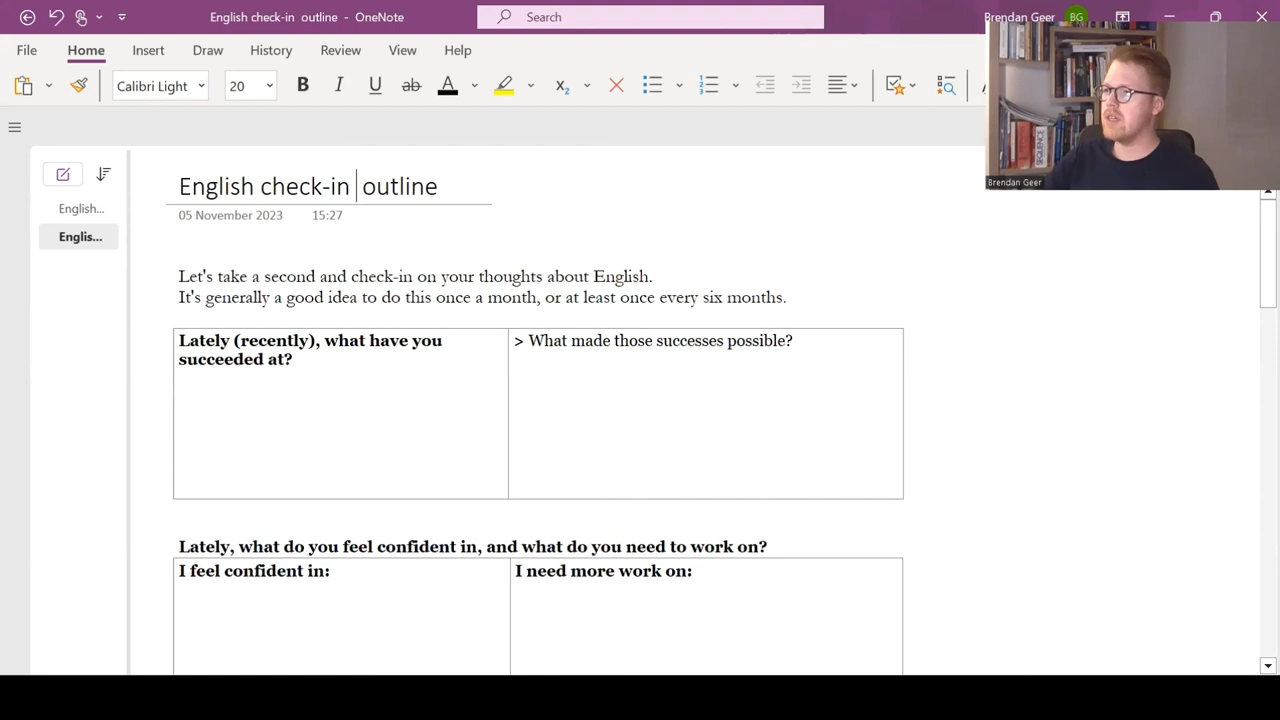 English check-in outline - OneNote
Search
Brendan Geer BG
File Home Insert Draw History Review View Help
Calibri Light 20 B I U ab A X₂
SEQUENCE
Brendan Geer
English check-in outline
05 November 2023 15:27
English...
Englis...
Let's take a second and check-in on your thoughts about English.
It's generally a good idea to do this once a month, or at least once every six months.
Lately (recently), what have you
succeeded at?
> What made those successes possible?
Lately, what do you feel confident in, and what do you need to work on?
I feel confident in:
I need more work on: